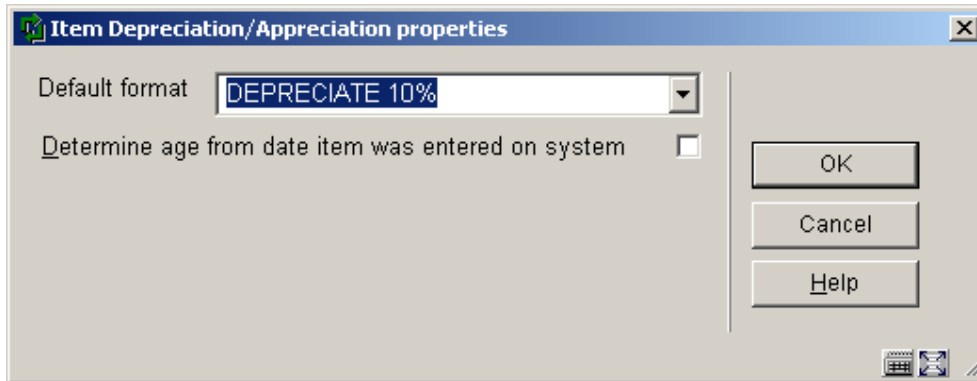 Item Depreciation/Appreciation properties
Default format DEPRECIATE 10%
Determine age from date item was entered on system
OK
Cancel
Help